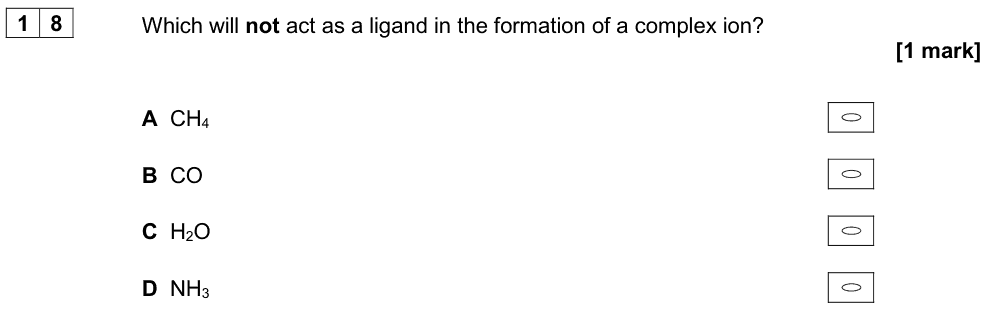 1 8 Which will not act as a ligand in the formation of a complex ion?
[1 mark]
A CH₄
B CO
C H₂O
D NH₃